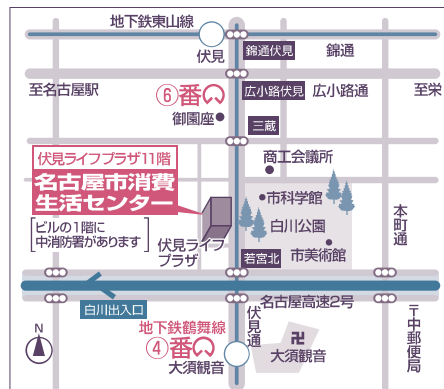 地下鉄東山線
伏見
錦通伏見
錦通
至名古屋駅
⑥番
広小路伏見
広小路通
至栄
御園座
三蔵
伏見ライフプラザ11階
名古屋市消費
生活センター
ビルの1階に
中消防署があります
商工会議所
市科学館
白川公園
市美術館
本町通
伏見ライフ
プラザ
若宮北
白川出入口
名古屋高速2号
地下鉄鶴舞線
④番
大須観音
伏見通
卍
大須観音
〒中郵便局
N